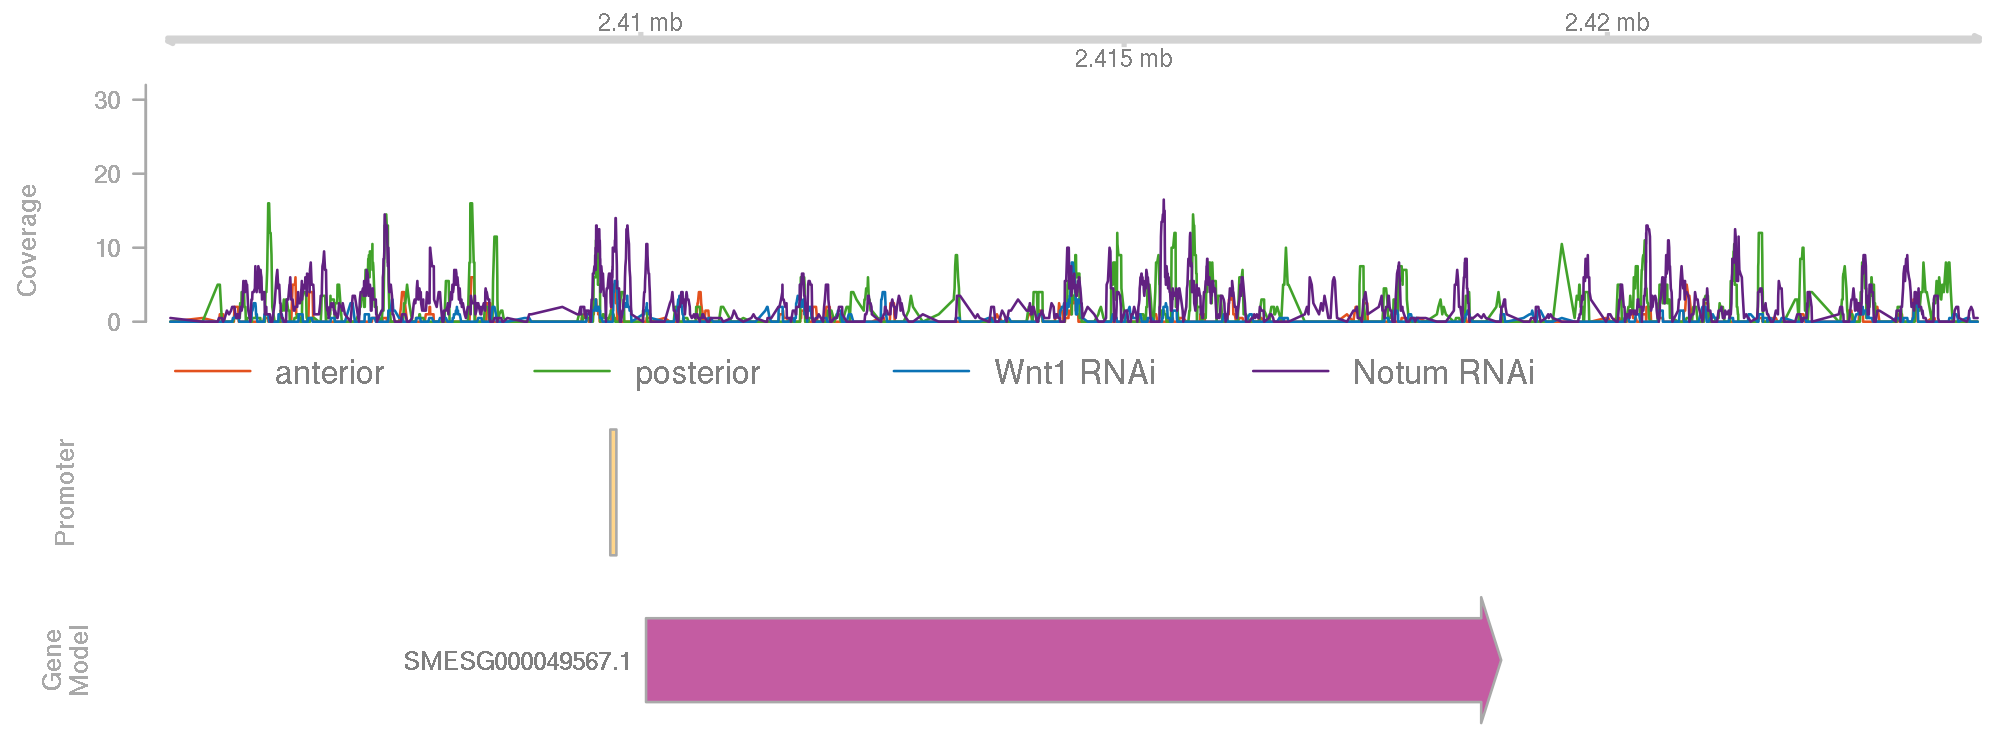 2.41 mb
2.42 mb
2.415 mb
30
20
10
0
Coverage
anterior
posterior
Wnt1 RNAi
Notum RNAi
Promoter
SMESG000049567.1
Gene
Model